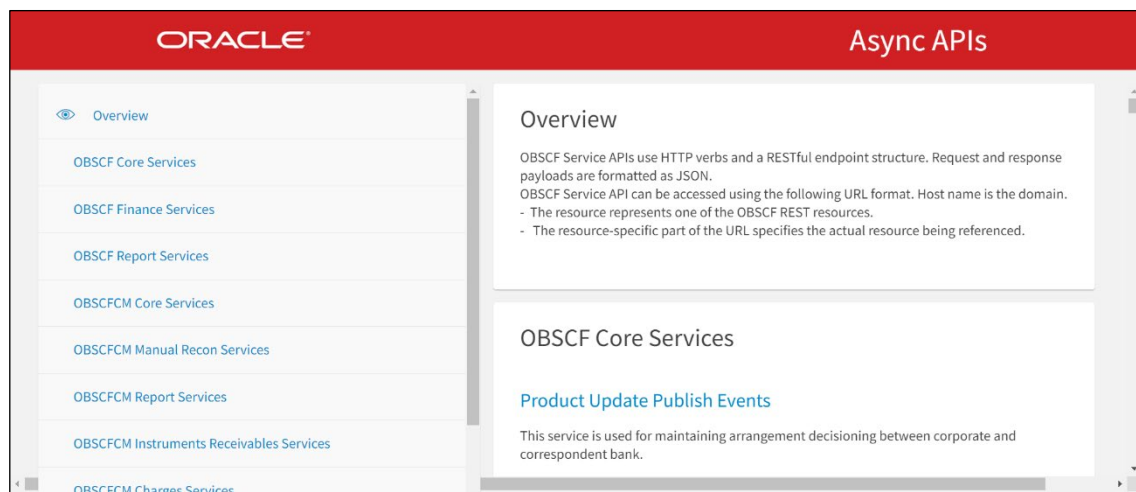 ORACLE®
Async APIs
Overview
OBSCF Core Services
OBSCF Finance Services
OBSCF Report Services
OBSCFCM Core Services
OBSCFCM Manual Recon Services
OBSCFCM Report Services
OBSCFCM Instruments Receivables Services
OBSCFCM Charges Services
Overview
OBSCF Service APIs use HTTP verbs and a RESTful endpoint structure. Request and response
payloads are formatted as JSON.
OBSCF Service API can be accessed using the following URL format. Host name is the domain.
- The resource represents one of the OBSCF REST resources.
- The resource-specific part of the URL specifies the actual resource being referenced.
OBSCF Core Services
Product Update Publish Events
This service is used for maintaining arrangement decisioning between corporate and
correspondent bank.